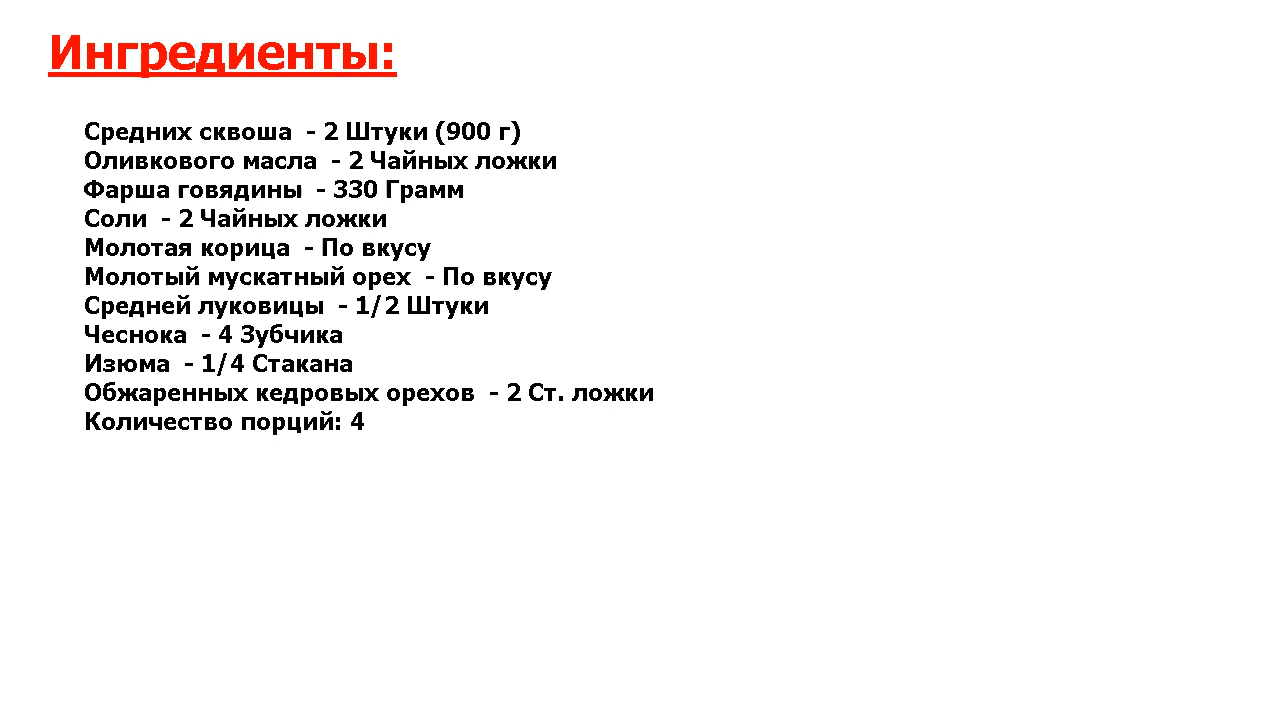 Ингредиенты:
Средних сквоша - 2 Штуки (900 г)
Оливкового масла - 2 Чайных ложки
Фарша говядины - 330 Грамм
Соли - 2 Чайных ложки
Молотая корица - По вкусу
Молотый мускатный орех - По вкусу
Средней луковицы - 1/2 Штуки
Чеснока - 4 Зубчика
Изюма - 1/4 Стакана
Обжаренных кедровых орехов - 2 Ст. ложки
Количество порций: 4